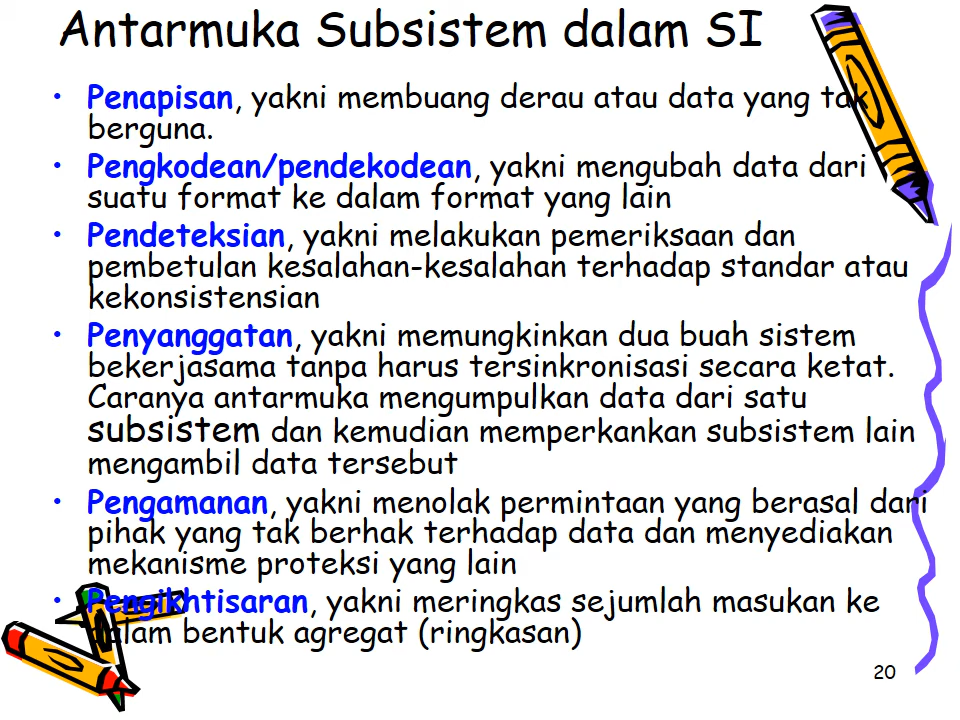 Antarmuka Subsistem dalam SI
• Penapisan, yakni membuang derau atau data yang tak
berguna.
• Pengkodean/pendekodean, yakni mengubah data dari
suatu format ke dalam format yang lain
• Pendeteksian, yakni melakukan pemeriksaan dan
pembetulan kesalahan-kesalahan terhadap standar atau
kekonsistensian
• Penyanggatan, yakni memungkinkan dua buah sistem
bekerjasama tanpa harus tersinkronisasi secara ketat.
Caranya antarmuka mengumpulkan data dari satu
subsistem dan kemudian memperkankan subsistem lain
mengambil data tersebut
• Pengamanan, yakni menolak permintaan yang berasal dari
pihak yang tak berhak terhadap data dan menyediakan
mekanisme proteksi yang lain
• Pengikhtisaran, yakni meringkas sejumlah masukan ke
dalam bentuk agregat (ringkasan)
20